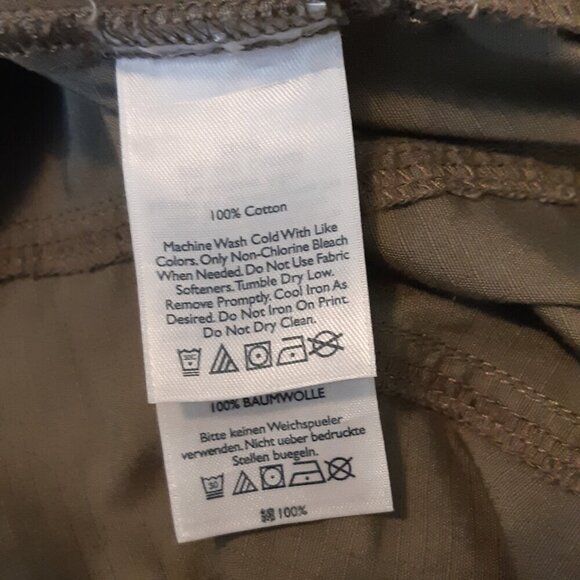 100% Cotton
Machine Wash Cold With Like
Colors. Only Non-Chlorine Bleach
When Needed. Do Not Use Fabric
Softeners. Tumble Dry Low.
Remove Promptly. Cool Iron As
Desired. Do Not Iron On Print.
Do Not Dry Clean.
30C
100% BAUMWOLLE
Bitte keinen Weichspueler
verwenden. Nicht ueber bedruckte
Stellen buegeln.
30
100%